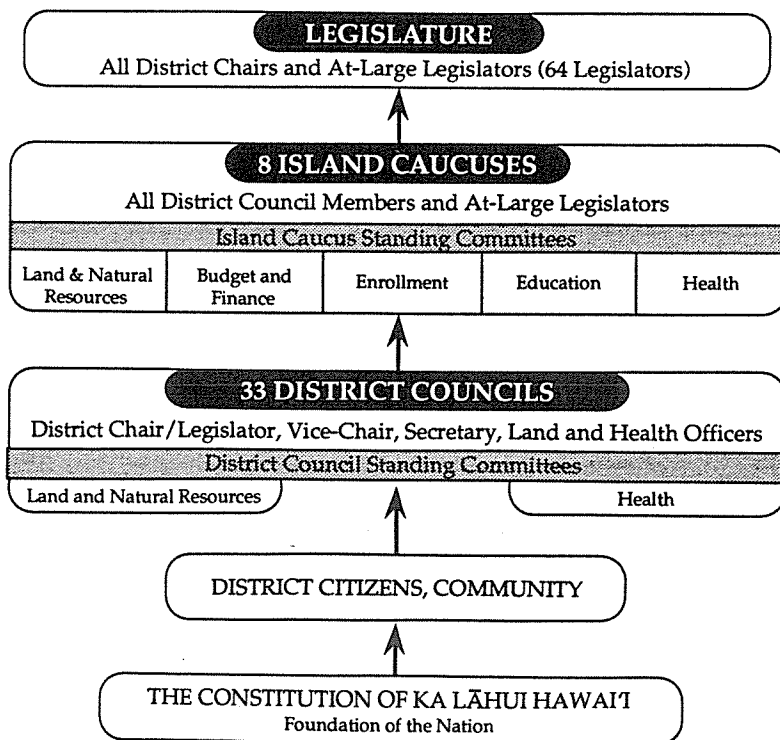 LEGISLATURE
All District Chairs and At-Large Legislators (64 Legislators)
8 ISLAND CAUCUSES
All District Council Members and At-Large Legislators
Island Caucus Standing Committees
Land & Natural
Resources
Budget and
Finance
Enrollment
Education
Health
33 DISTRICT COUNCILS
District Chair/Legislator, Vice-Chair, Secretary, Land and Health Officers
District Council Standing Committees
Land and Natural Resources
Health
DISTRICT CITIZENS, COMMUNITY
THE CONSTITUTION OF KA LĀHUI HAWAI'I
Foundation of the Nation